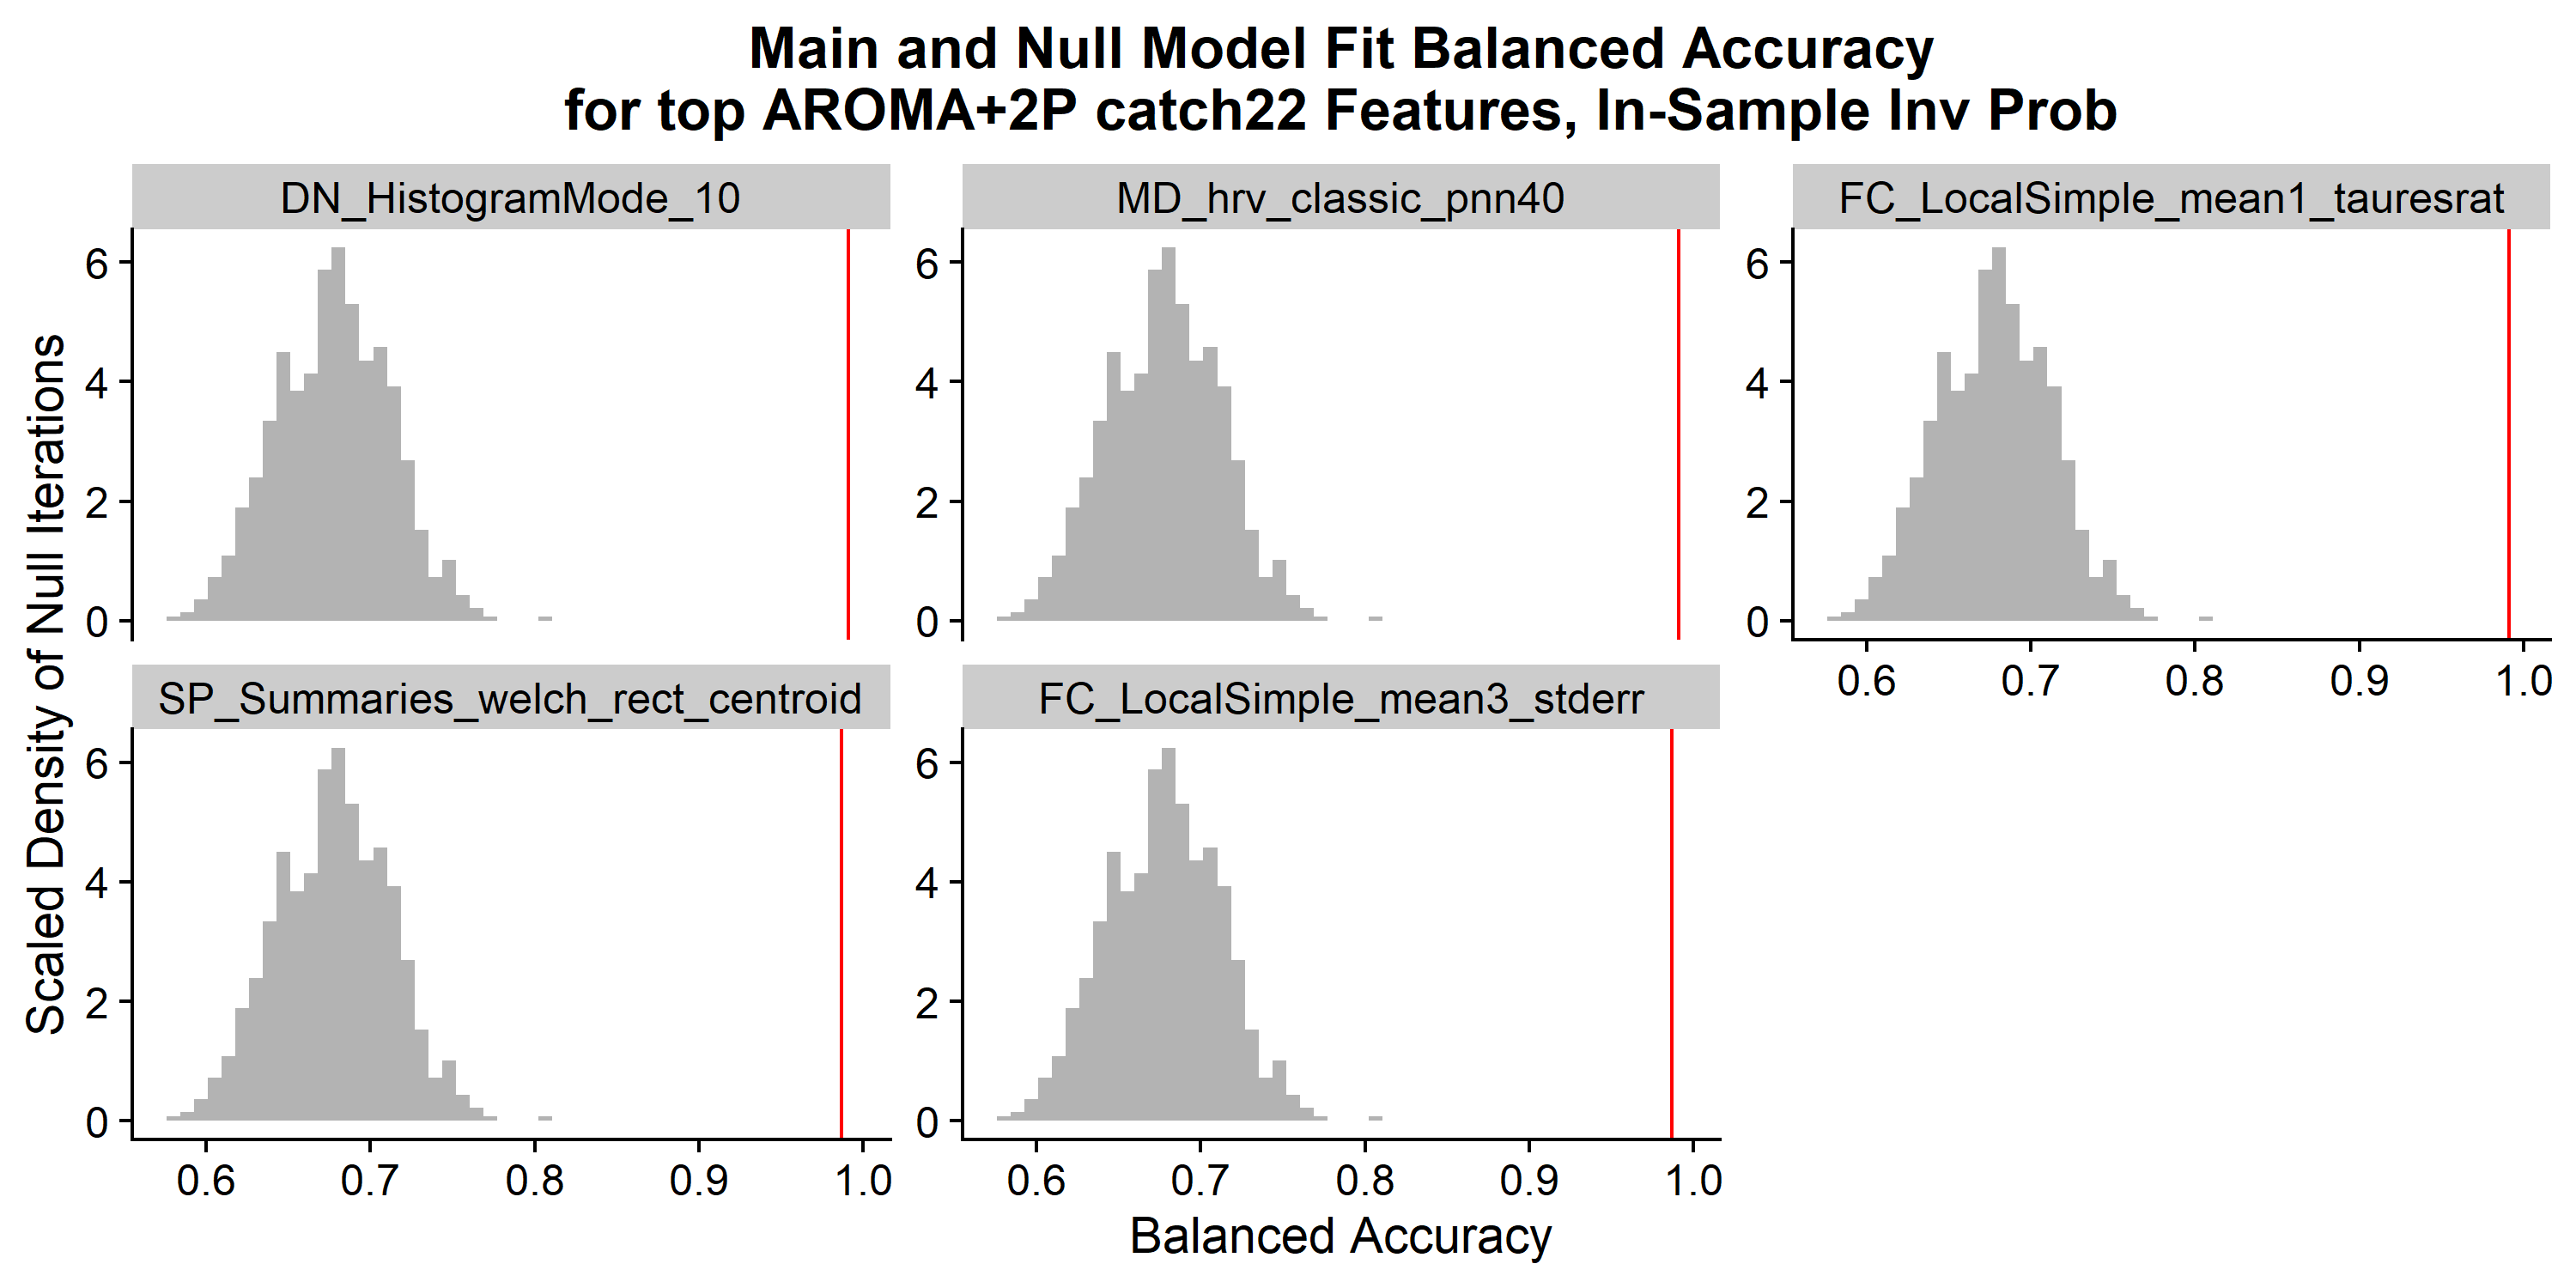 Main and Null Model Fit Balanced Accuracy
for top AROMA+2P catch22 Features, In-Sample Inv Prob
Scaled Density of Null Iterations
DN_HistogramMode_10
6
4
2
0
MD_hrv_classic_pnn40
6
4
2
0
FC_LocalSimple_mean1_tauresrat
6
4
2
0
0.6 0.7 0.8 0.9 1.0
SP_Summaries_welch_rect_centroid
6
4
2
0
0.6 0.7 0.8 0.9 1.0
FC_LocalSimple_mean3_stderr
6
4
2
0
0.6 0.7 0.8 0.9 1.0
Balanced Accuracy